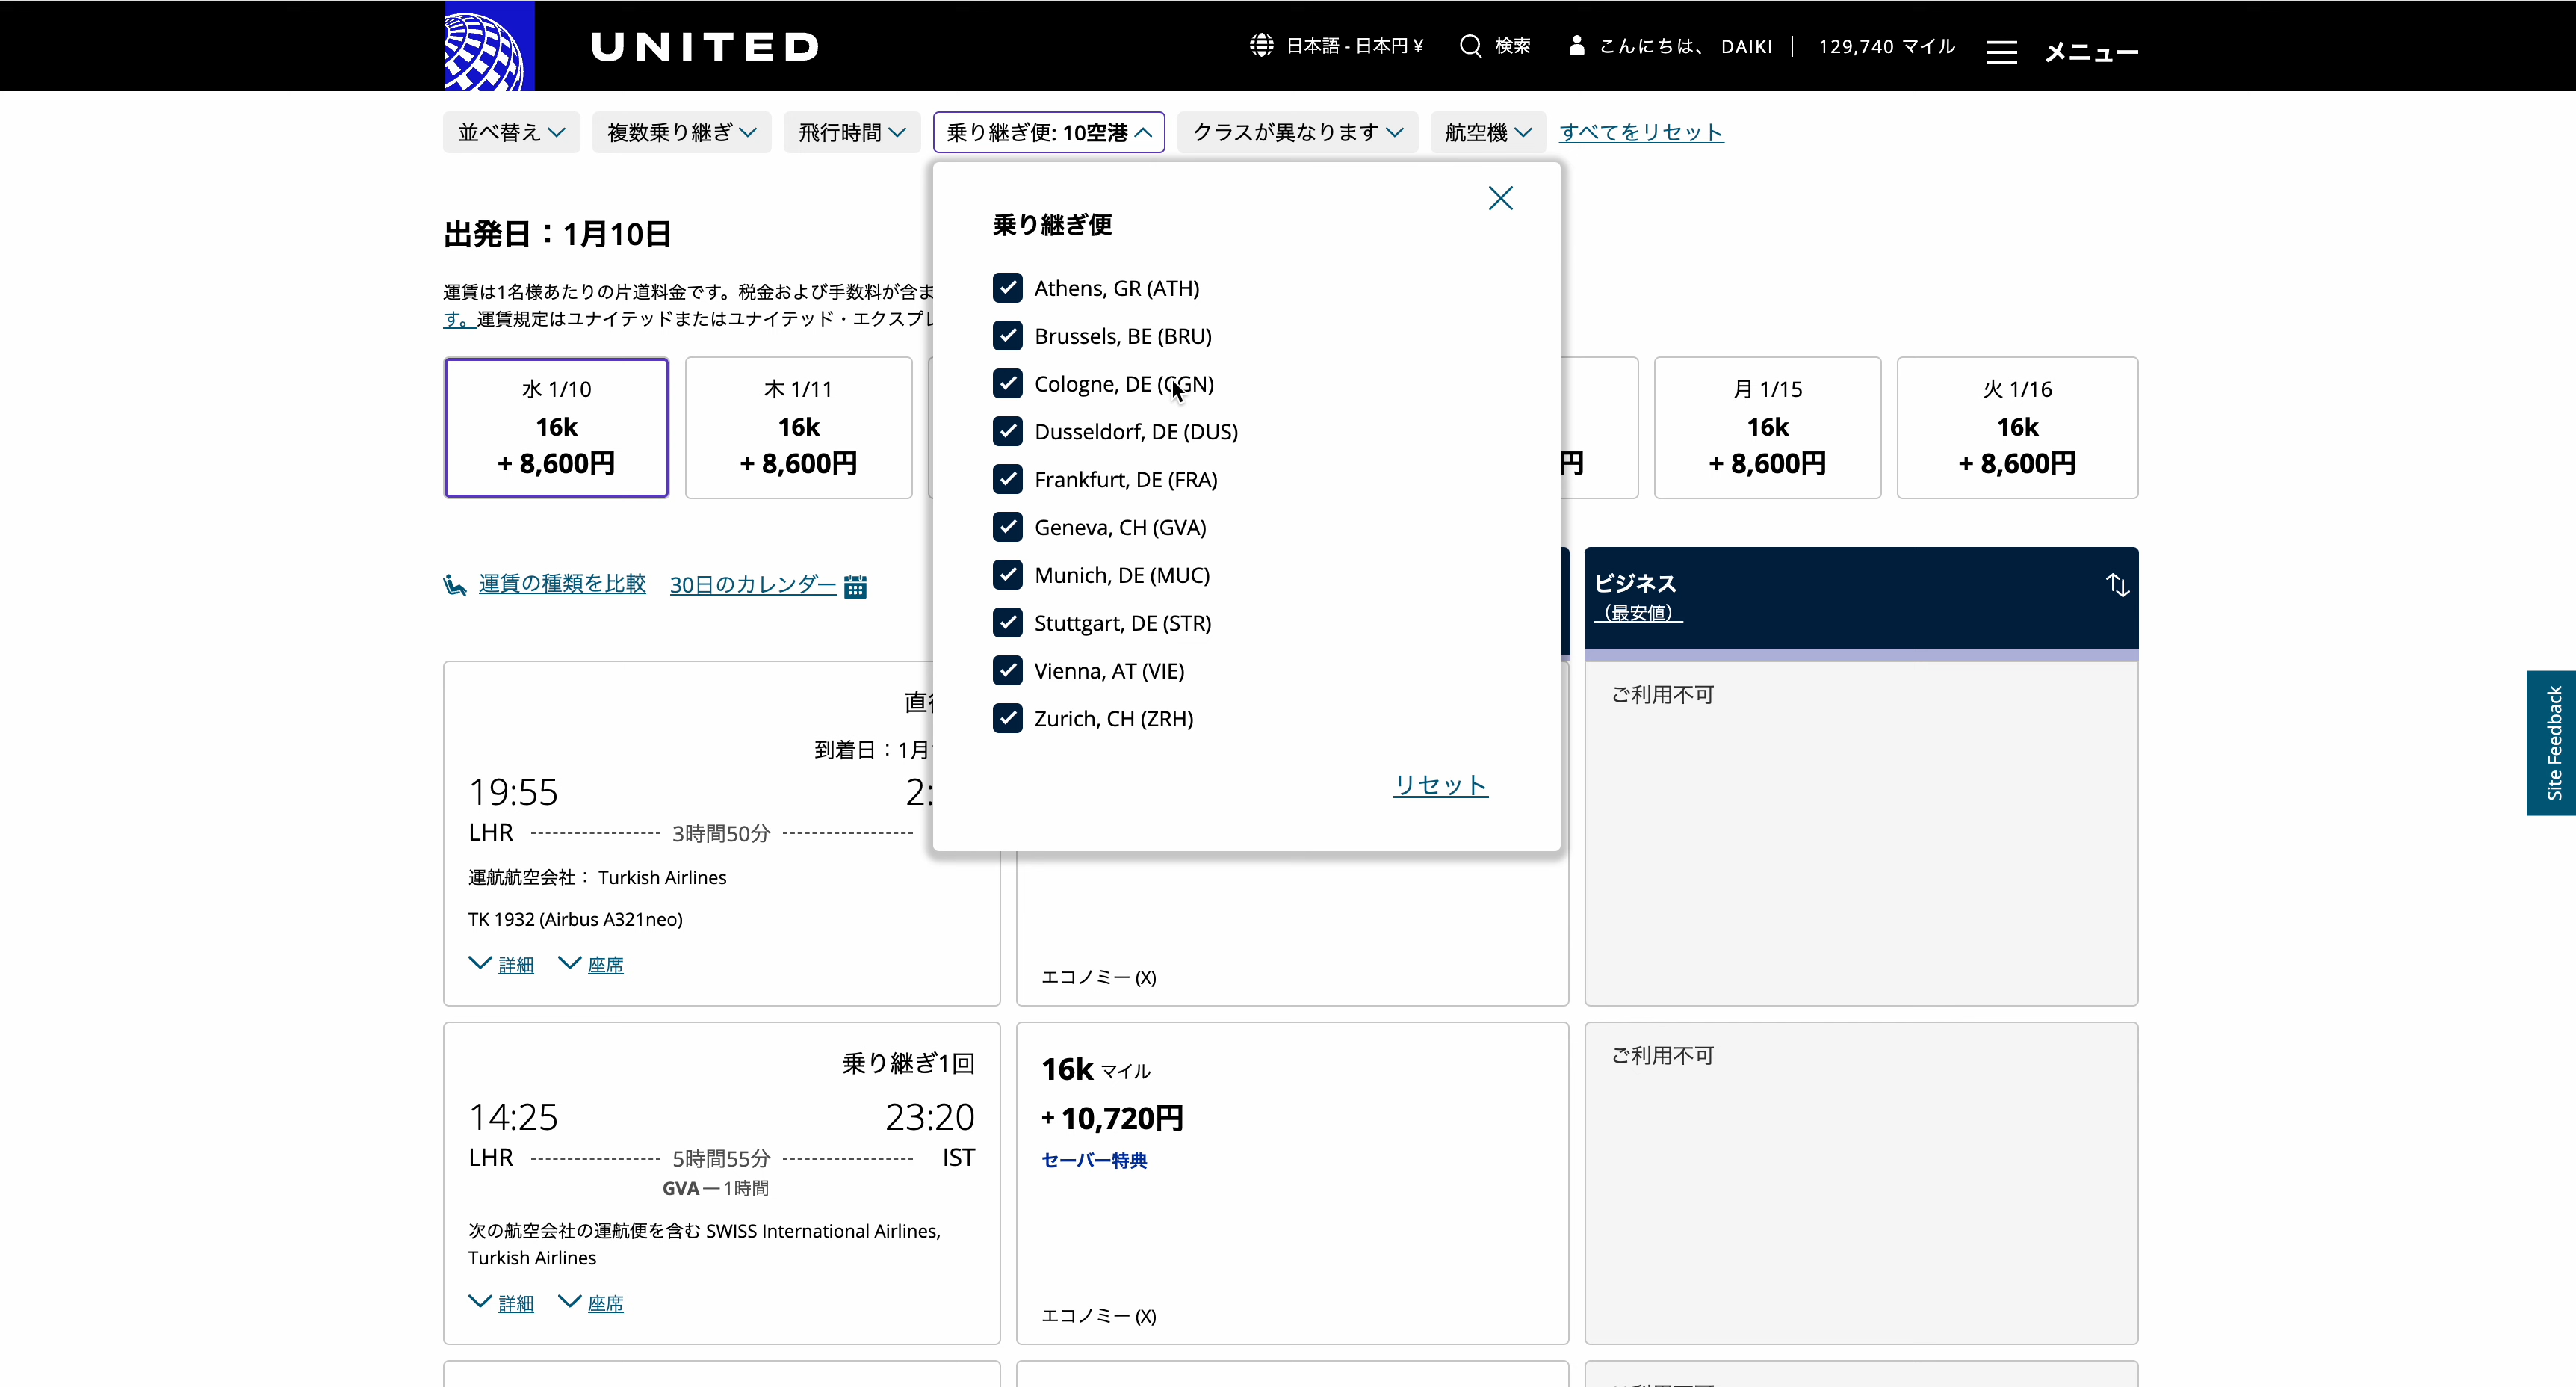 UNITED
日本語 - 日本円 ¥
検索
こんにちは、 DAIKI
129,740 マイル
メニュー
並べ替え
複数乗り継ぎ
飛行時間
乗り継ぎ便: 10空港
クラスが異なります
航空機
すべてをリセット
出発日：1月10日
運賃は1名様あたりの片道料金です。税金および手数料が含ま
す。運賃規定はユナイテッドまたはユナイテッド・エクスプレ
乗り継ぎ便
Athens, GR (ATH)
Brussels, BE (BRU)
Cologne, DE (CGN)
Dusseldorf, DE (DUS)
Frankfurt, DE (FRA)
Geneva, CH (GVA)
Munich, DE (MUC)
Stuttgart, DE (STR)
Vienna, AT (VIE)
Zurich, CH (ZRH)
リセット
水 1/10
16k
+ 8,600円
木 1/11
16k
+ 8,600円
円
月 1/15
16k
+ 8,600円
火 1/16
16k
+ 8,600円
運賃の種類を比較
30日のカレンダー
ビジネス
（最安値）
直
到着日：1月
19:55
2:
LHR
3時間50分
運航航空会社： Turkish Airlines
TK 1932 (Airbus A321neo)
詳細
座席
エコノミー (X)
ご利用不可
乗り継ぎ1回
14:25
23:20
LHR
5時間55分
IST
GVA — 1時間
次の航空会社の運航便を含む SWISS International Airlines,
Turkish Airlines
詳細
座席
16k マイル
+ 10,720円
セーバー特典
エコノミー (X)
ご利用不可
Site Feedback